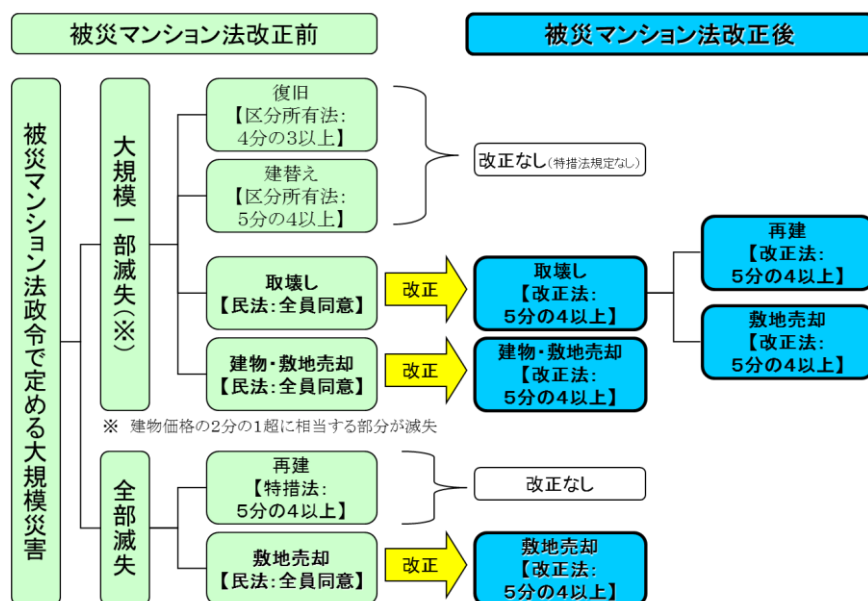 被災マンション法改正前
被災マンション法改正後
被災マンション法政令で定める大規模災害
大規模一部滅失(※)
復旧
【区分所有法:
4分の3以上】
建替え
【区分所有法:
5分の4以上】
改正なし(特措法規定なし)
取壊し
【民法:全員同意】
改正
取壊し
【改正法:
5分の4以上】
再建
【改正法:
5分の4以上】
敷地売却
【改正法:
5分の4以上】
建物・敷地売却
【民法:全員同意】
改正
建物・敷地売却
【改正法:
5分の4以上】
※ 建物価格の2分の1超に相当する部分が滅失
全部滅失
再建
【特措法:
5分の4以上】
改正なし
敷地売却
【民法:全員同意】
改正
敷地売却
【改正法:
5分の4以上】